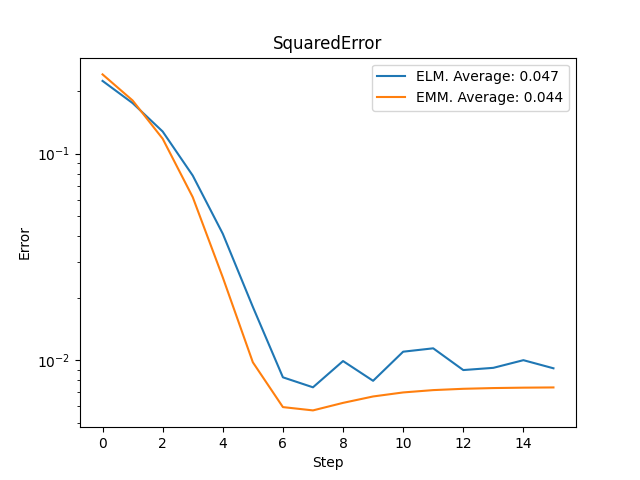 SquaredError
ELM. Average: 0.047
EMM. Average: 0.044
10⁻¹
10⁻²
Error
0 2 4 6 8 10 12 14
Step